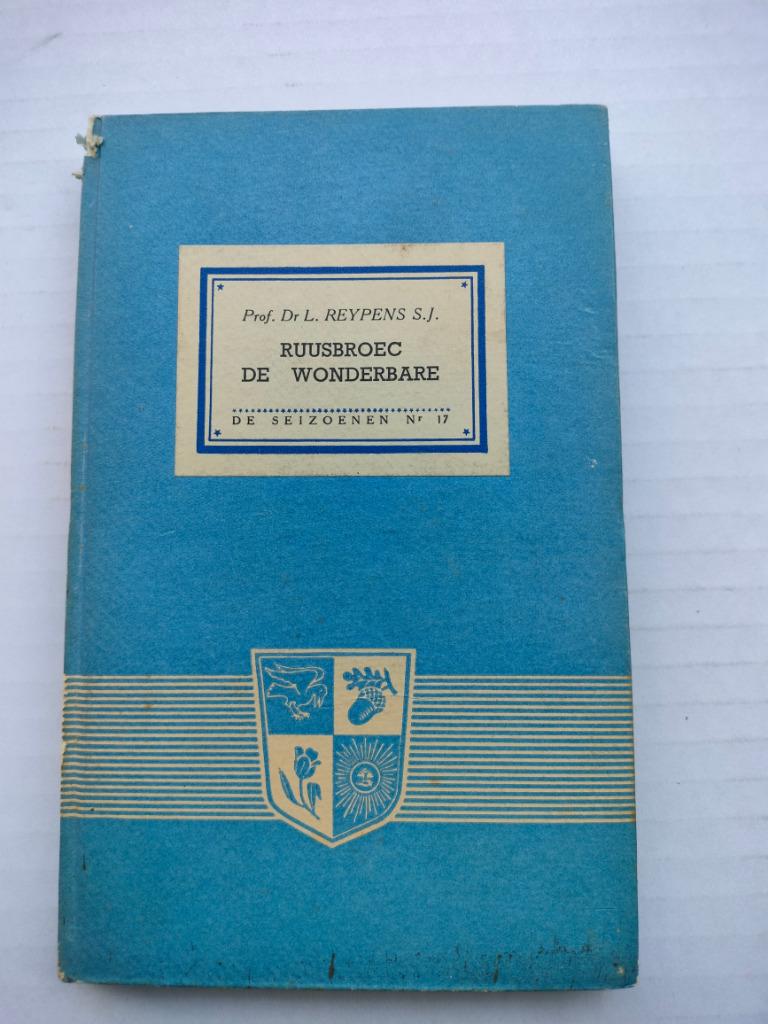 Prof. Dr L. REYPENS S.J.
RUUSBROEC
DE WONDERBARE
DE SEIZOENEN Nr 17